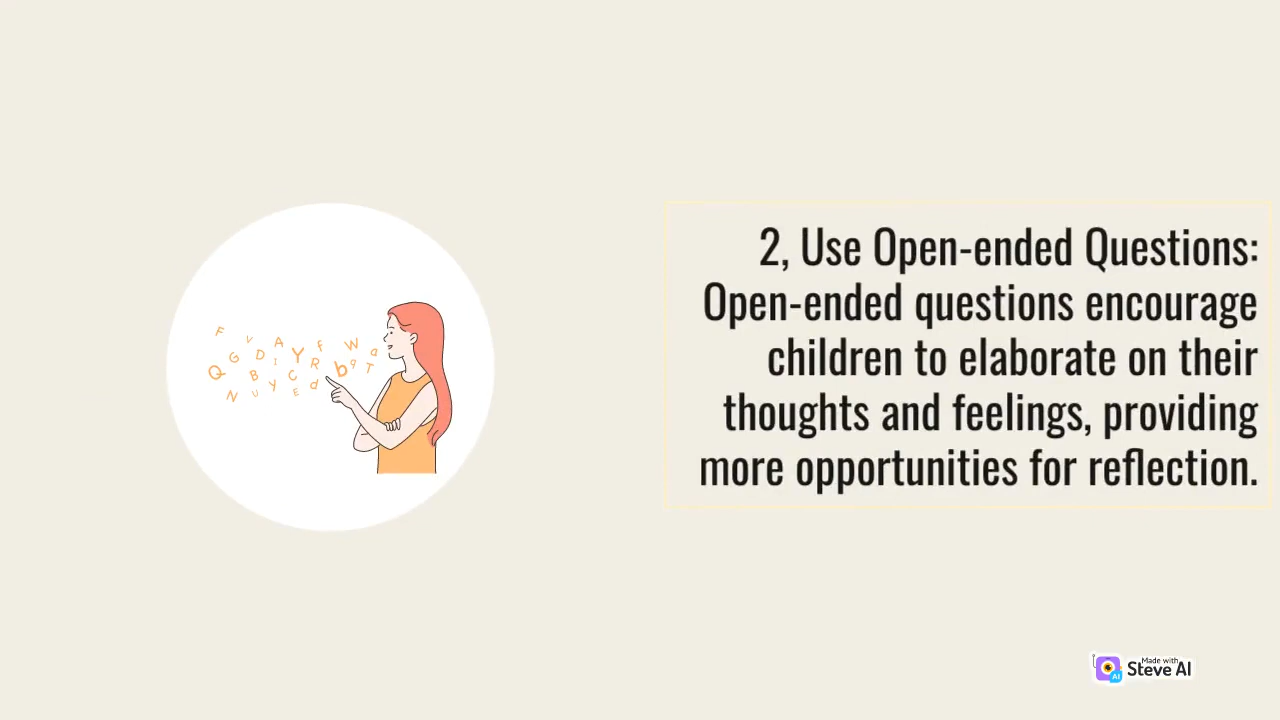 2, Use Open-ended Questions:
Open-ended questions encourage
children to elaborate on their
thoughts and feelings, providing
more opportunities for reflection.
F V A Y F W a
Q G D I C R b q T
N B U Y E d
Made with
Steve AI
AI